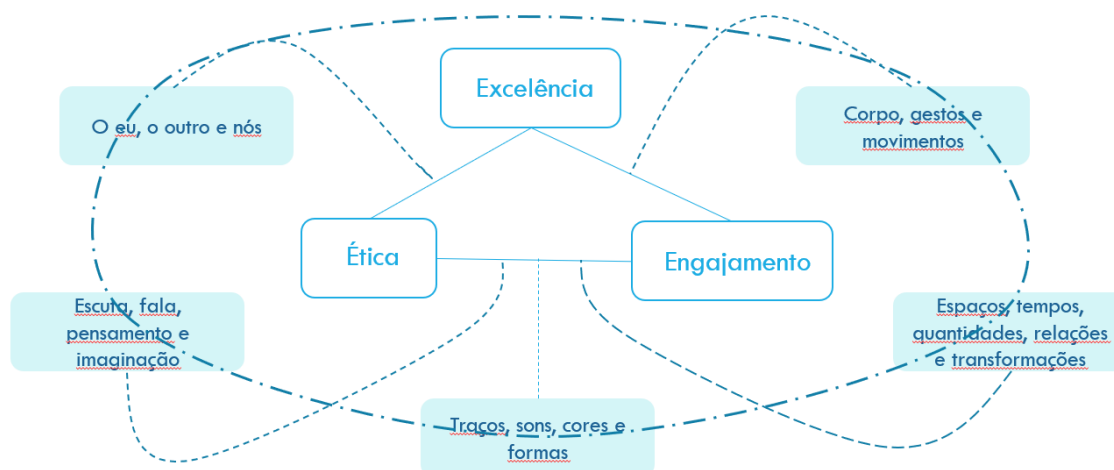 Excelência
O eu, o outro e nós
Corpo, gestos e
movimentos
Ética
Engajamento
Escuta, fala,
pensamento e
imaginação
Espaços, tempos,
quantidades, relações
e transformações
Traços, sons, cores e
formas